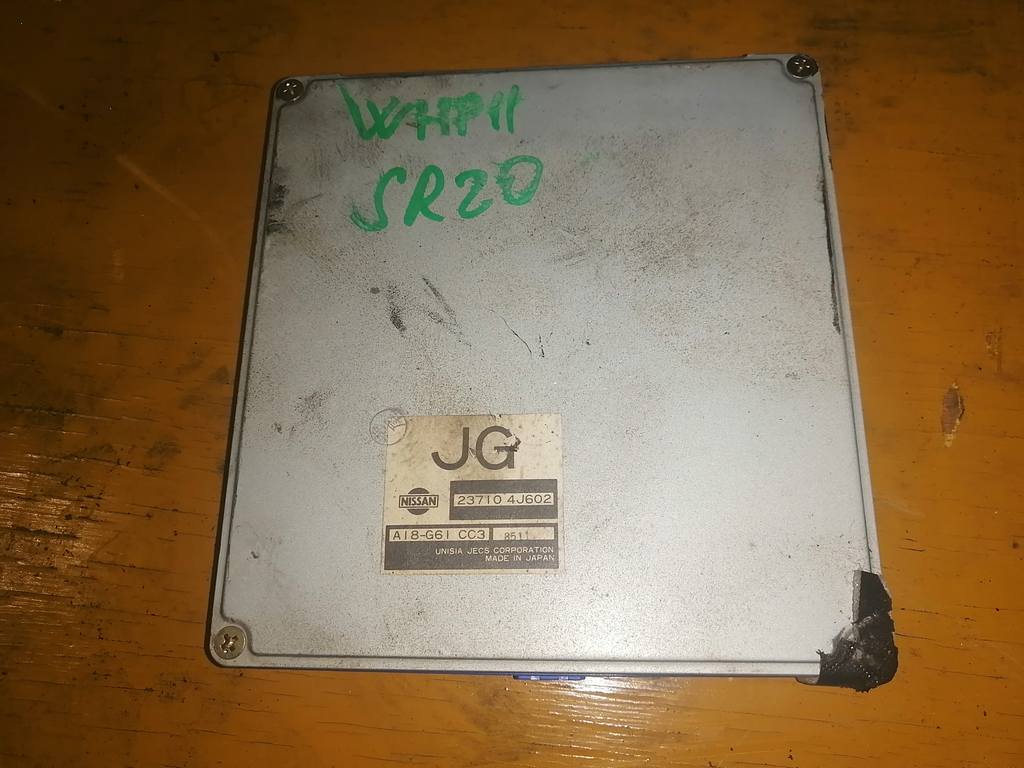 WHP11
SR20
JG
NISSAN
23710 4J602
A18-G61 CC3
8511
UNISIA JECS CORPORATION
MADE IN JAPAN